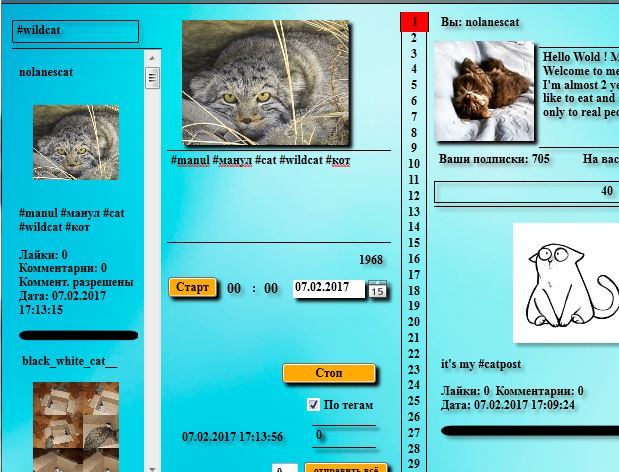 #wildcat
nolanescat
#manul #манул #cat
#wildcat #кот
Лайки: 0
Комментарии: 0
Коммент. разрешены
Дата: 07.02.2017
17:13:15
black_white_cat__
#manul #манул #cat #wildcat #кот
1968
Старт
00 : 00
07.02.2017
15
Стоп
По тегам
07.02.2017 17:13:56
0
0
отправить всё
1
2
3
4
5
6
7
8
9
10
11
12
13
14
15
16
17
18
19
20
21
22
23
24
25
26
27
28
29
Вы: nolanescat
Hello Wold ! M
Welcome to me
I'm almost 2 ye
like to eat and
only to real peo
Ваши подписки: 705
На вас
40
it's my #catpost
Лайки: 0 Комментарии: 0
Дата: 07.02.2017 17:09:24